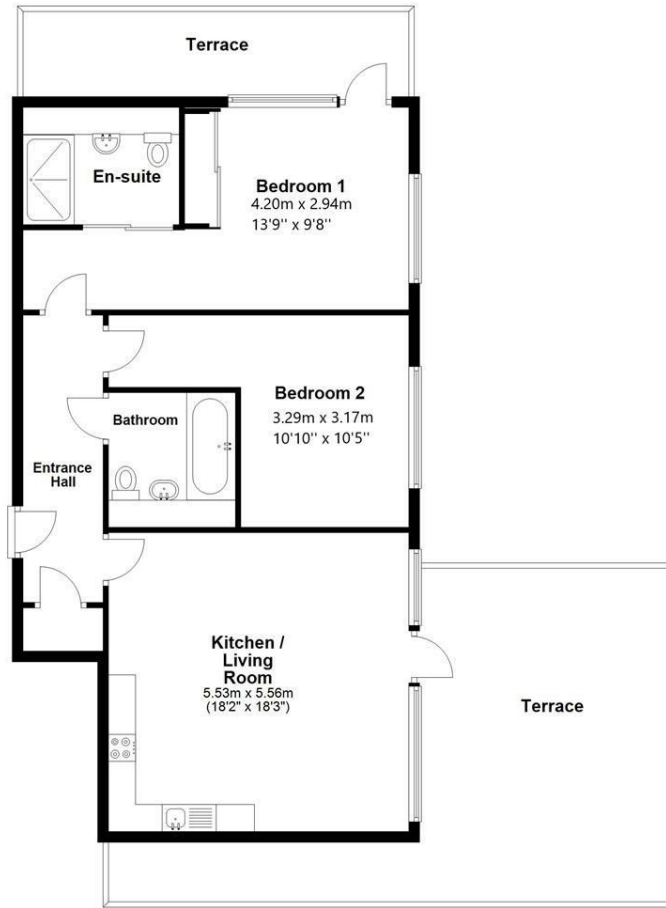 Terrace
En-suite
Bedroom 1
4.20m x 2.94m
13'9'' x 9'8''
Bedroom 2
3.29m x 3.17m
10'10'' x 10'5''
Bathroom
Entrance
Hall
Kitchen /
Living
Room
5.53m x 5.56m
(18'2" x 18'3")
Terrace